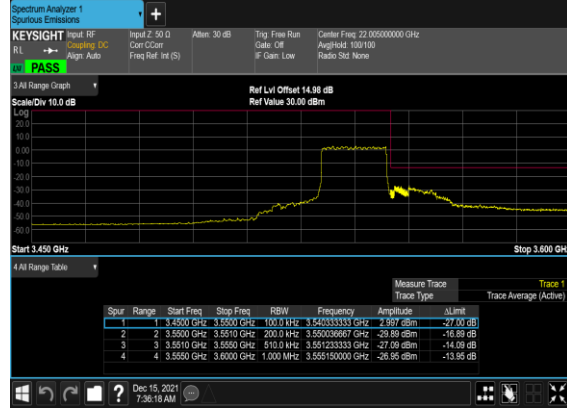 Spectrum Analyzer 1
Spurious Emissions
+
KEYSIGHT Input: RF Input Z: 50 Ω Atten: 30 dB Trig: Free Run Center Freq: 22.005000000 GHz
RL Coupling: DC Corr CCorr Gate: Off Avg|Hold: 100/100
Align: Auto Freq Ref: Int (S) IF Gain: Low Radio Std: None
PASS
3 All Range Graph
Ref Lvl Offset 14.98 dB
Scale/Div 10.0 dB Ref Value 30.00 dBm
Log
20.0
10.0
0.00
-10.0
-20.0
-30.0
-40.0
-50.0
-60.0
Start 3.450 GHz Stop 3.600 GHz
4 All Range Table
Measure Trace Trace 1
Trace Type Trace Average (Active)
Spur Range Start Freq Stop Freq RBW Frequency Amplitude ΔLimit
1 1 3.4500 GHz 3.5500 GHz 100.0 kHz 3.540333333 GHz 2.997 dBm -27.00 dB
2 2 3.5500 GHz 3.5510 GHz 200.0 kHz 3.550036667 GHz -29.89 dBm -16.89 dB
3 3 3.5510 GHz 3.5550 GHz 510.0 kHz 3.551233333 GHz -27.09 dBm -14.09 dB
4 4 3.5550 GHz 3.6000 GHz 1.000 MHz 3.555150000 GHz -26.95 dBm -13.95 dB
? Dec 15, 2021
7:36:18 AM